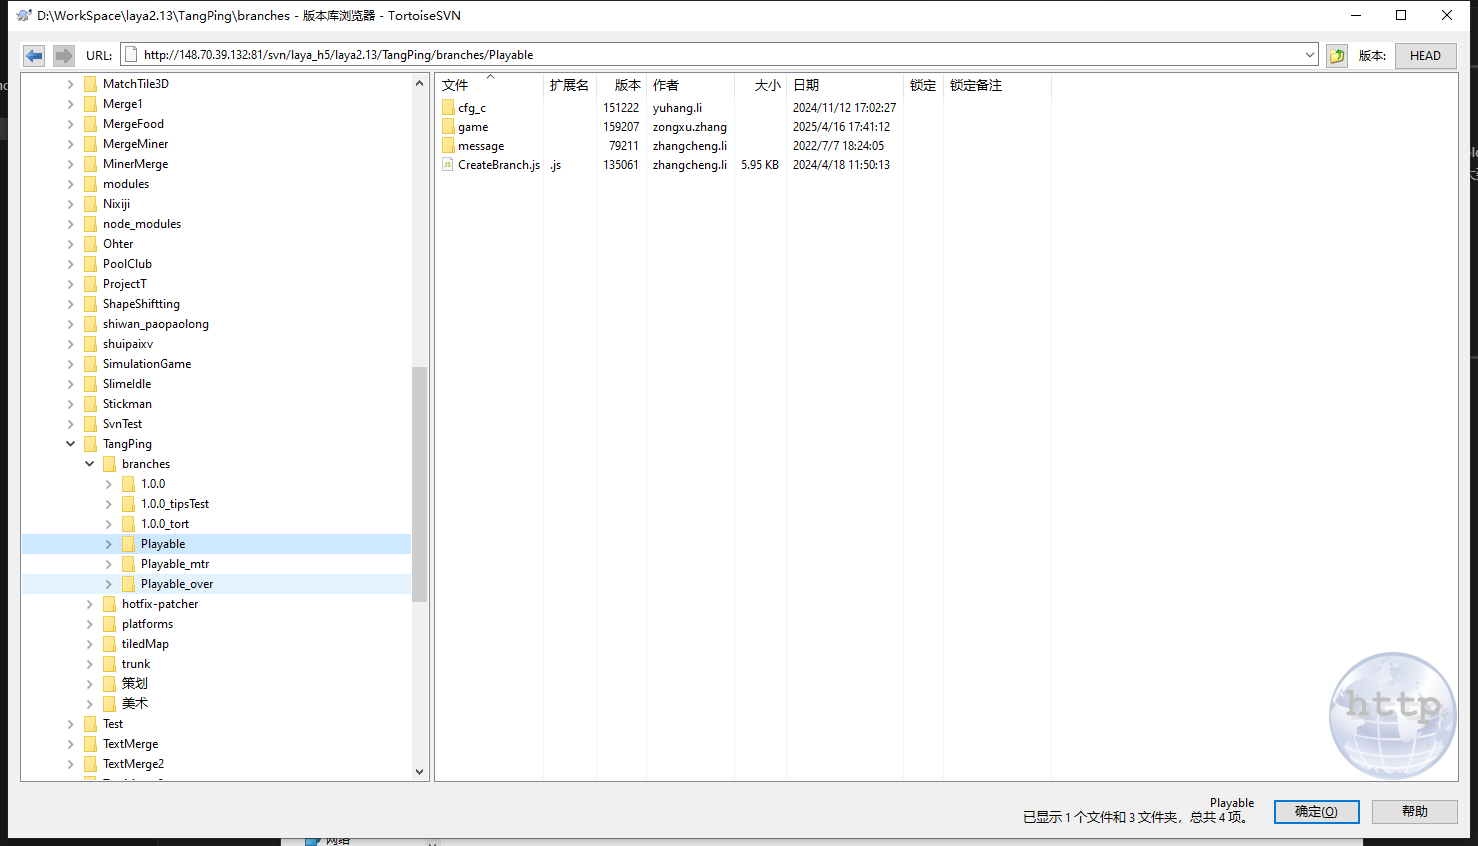 D:\WorkSpace\laya2.13\TangPing\branches - 版本库浏览器 - TortoiseSVN
URL: http://148.70.39.132:81/svn/laya_h5/laya2.13/TangPing/branches/Playable 版本: HEAD
MatchTile3D
Merge1
MergeFood
MergeMiner
MinerMerge
modules
Nixiji
node_modules
Ohter
PoolClub
ProjectT
ShapeShiftting
shiwan_paopaolong
shuipaixv
SimulationGame
SlimeIdle
Stickman
SvnTest
TangPing
branches
1.0.0
1.0.0_tipsTest
1.0.0_tort
Playable
Playable_mtr
Playable_over
hotfix-patcher
platforms
tiledMap
trunk
策划
美术
Test
TextMerge
TextMerge2
文件 扩展名 版本 作者 大小 日期 锁定 锁定备注
cfg_c 151222 yuhang.li 2024/11/12 17:02:27
game 159207 zongxu.zhang 2025/4/16 17:41:12
message 79211 zhangcheng.li 2022/7/7 18:24:05
CreateBranch.js .js 135061 zhangcheng.li 5.95 KB 2024/4/18 11:50:13
http
Playable
已显示 1 个文件和 3 文件夹，总共 4 项。
确定(O) 帮助